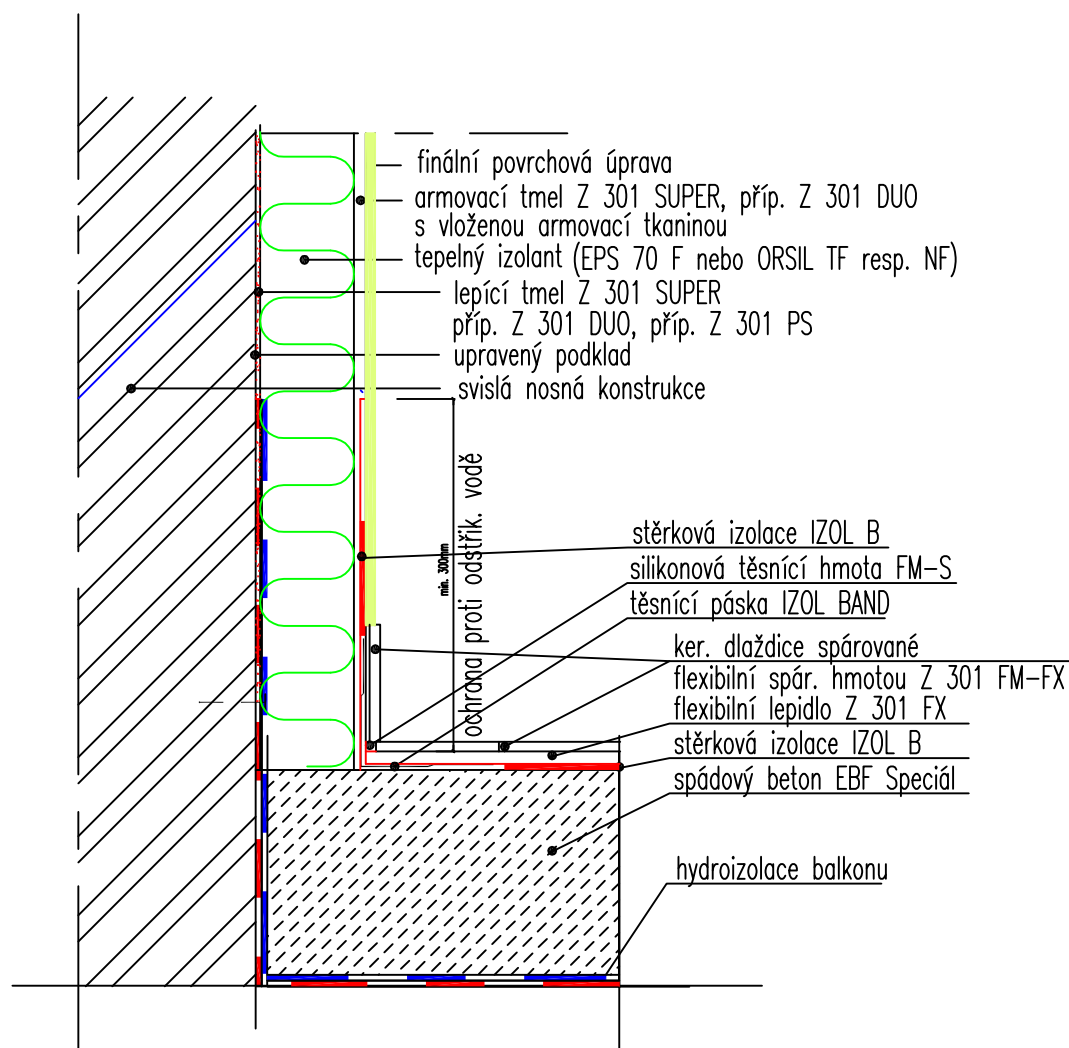 finální povrchová úprava
armovací tmel Z 301 SUPER, příp. Z 301 DUO
s vloženou armovací tkaninou
tepelný izolant (EPS 70 F nebo ORSIL TF resp. NF)
lepící tmel Z 301 SUPER
příp. Z 301 DUO, příp. Z 301 PS
upravený podklad
svislá nosná konstrukce
min. 300mm
ochrana proti odstřik. vodě
stěrková izolace IZOL B
silikonová těsnící hmota FM-S
těsnící páska IZOL BAND
ker. dlaždice spárované
flexibilní spár. hmotou Z 301 FM-FX
flexibilní lepidlo Z 301 FX
stěrková izolace IZOL B
spádový beton EBF Speciál
hydroizolace balkonu